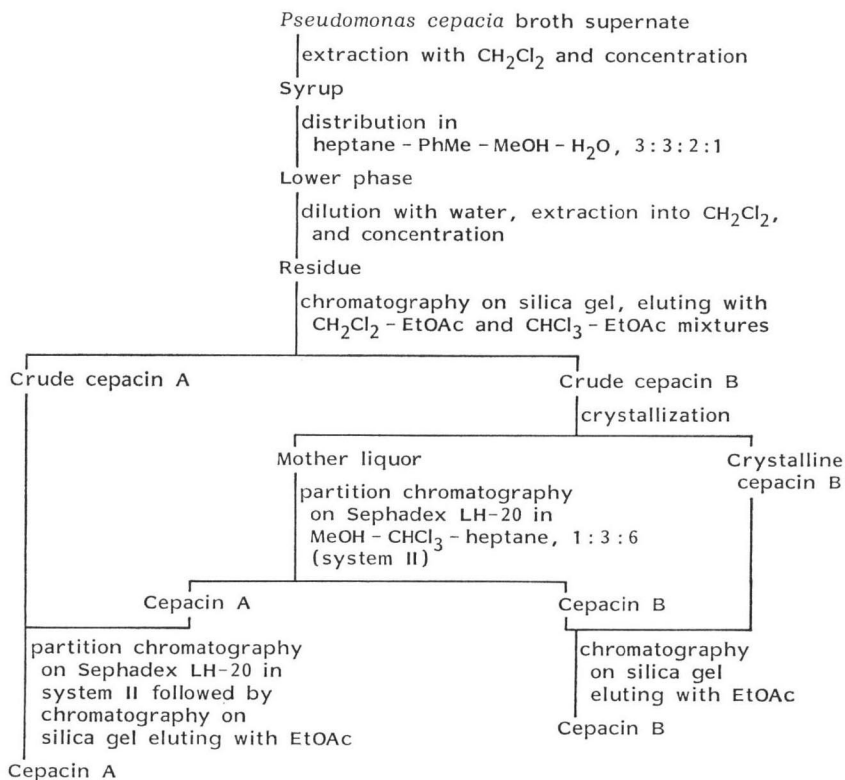 Pseudomonas cepacia broth supernate
extraction with CH₂Cl₂ and concentration
Syrup
distribution in
heptane – PhMe – MeOH – H₂O, 3 : 3 : 2 : 1
Lower phase
dilution with water, extraction into CH₂Cl₂,
and concentration
Residue
chromatography on silica gel, eluting with
CH₂Cl₂ – EtOAc and CHCl₃ – EtOAc mixtures
Crude cepacin A
Crude cepacin B
crystallization
Mother liquor
Crystalline
cepacin B
partition chromatography
on Sephadex LH-20 in
MeOH – CHCl₃ – heptane, 1 : 3 : 6
(system II)
Cepacin A
Cepacin B
partition chromatography
on Sephadex LH-20 in
system II followed by
chromatography on
silica gel eluting with EtOAc
chromatography
on silica gel
eluting with EtOAc
Cepacin B
Cepacin A